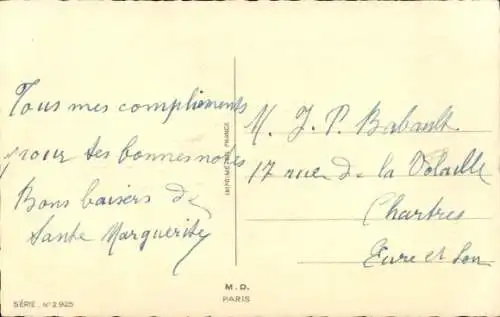 Tous mes compliments
pour tes bonnes notes
Bons baisers de
Tante Marguerite
M. J. P. Babault
17 rue de la Volaille
Chartres
Eure et Loir
IMPRIMÉ EN FRANCE
M. D.
PARIS
SÉRIE. N° 2925